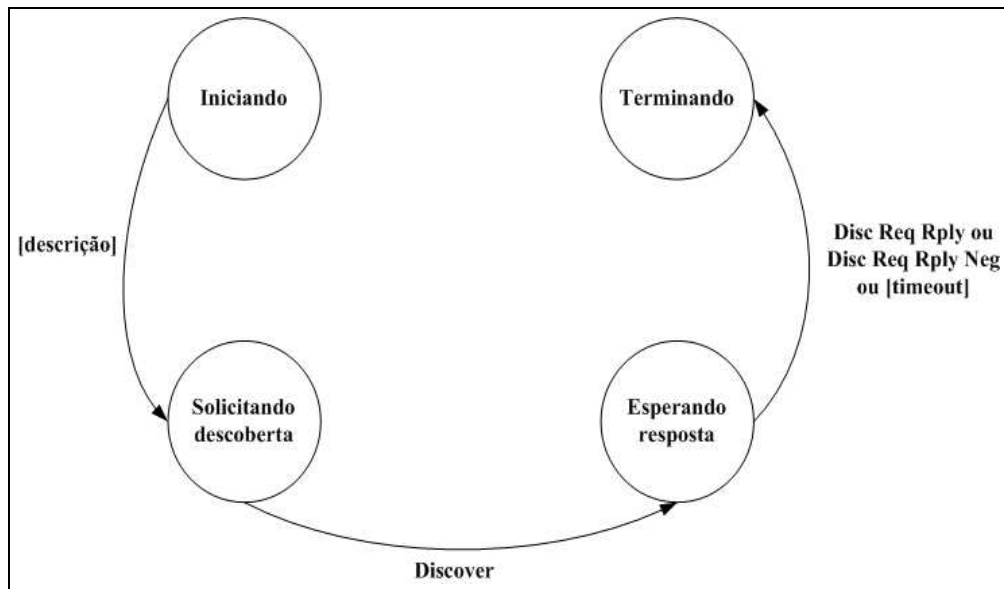 Iniciando
Terminando
[descrição]
Disc Req Rply ou
Disc Req Rply Neg
ou [timeout]
Solicitando
descoberta
Esperando
resposta
Discover